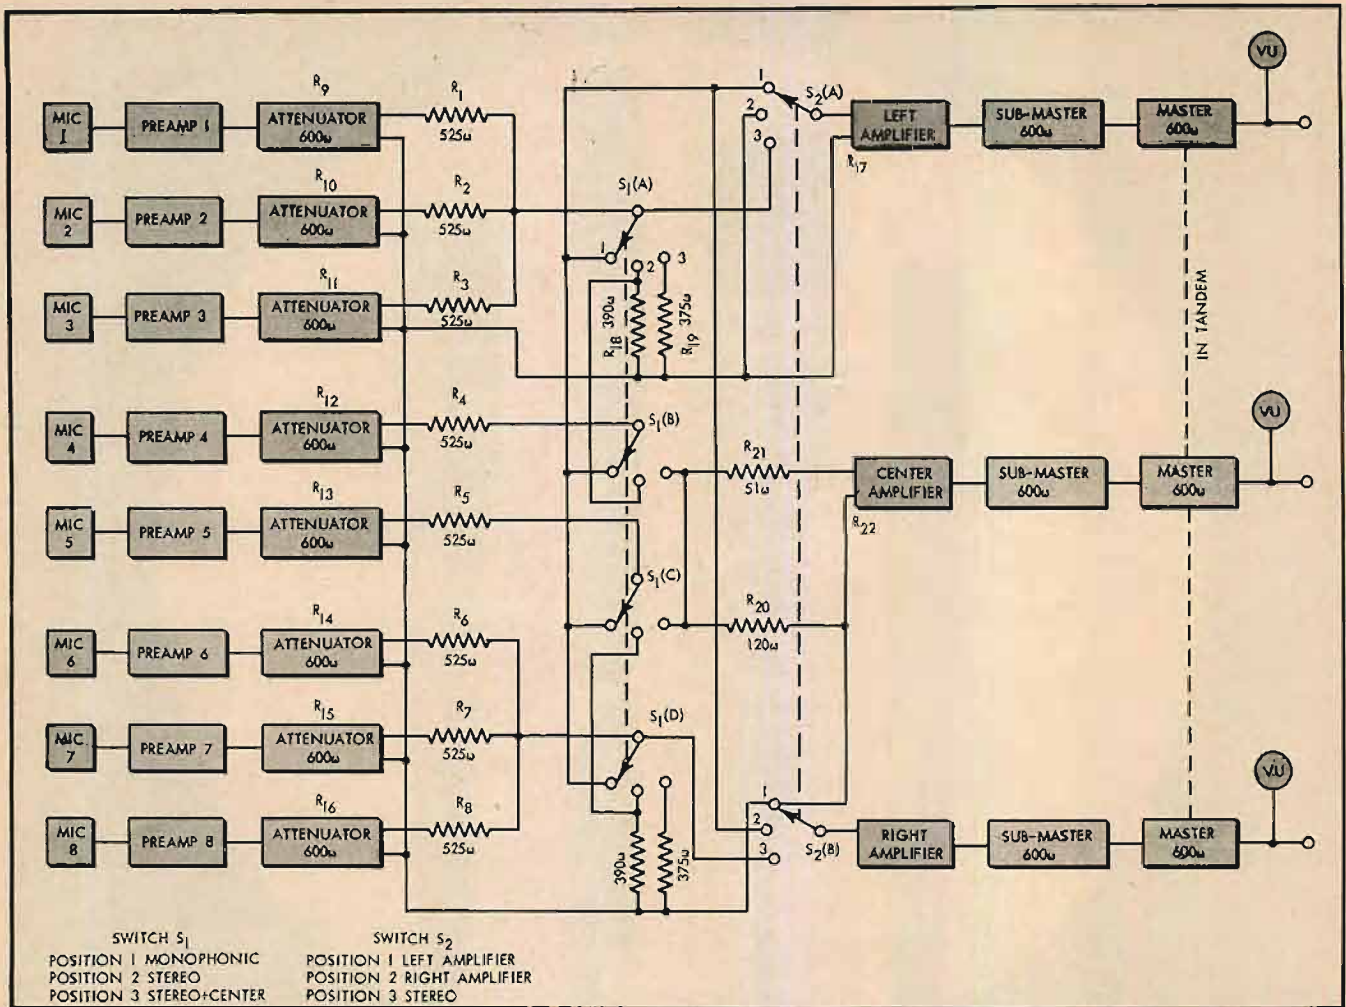 MIC 1
PREAMP 1
R9
ATTENUATOR
600ω
R1
525ω
MIC 2
PREAMP 2
R10
ATTENUATOR
600ω
R2
525ω
MIC 3
PREAMP 3
R11
ATTENUATOR
600ω
R3
525ω
MIC 4
PREAMP 4
R12
ATTENUATOR
600ω
R4
525ω
MIC 5
PREAMP 5
R13
ATTENUATOR
600ω
R5
525ω
MIC 6
PREAMP 6
R14
ATTENUATOR
600ω
R6
525ω
MIC 7
PREAMP 7
R15
ATTENUATOR
600ω
R7
525ω
MIC 8
PREAMP 8
R16
ATTENUATOR
600ω
R8
525ω
S1(A)
1
2
3
R18 390ω
375ω R19
S1(B)
S1(C)
S1(D)
390ω
375ω
R21
51ω
R20
120ω
1
2
3
S2(A)
LEFT
AMPLIFIER
R17
SUB-MASTER
600ω
MASTER
600ω
VU
IN TANDEM
CENTER
AMPLIFIER
R22
SUB-MASTER
600ω
MASTER
600ω
VU
1
2
3
S2(B)
RIGHT
AMPLIFIER
SUB-MASTER
600ω
MASTER
600ω
VU
SWITCH S1
POSITION 1 MONOPHONIC
POSITION 2 STEREO
POSITION 3 STEREO+CENTER
SWITCH S2
POSITION 1 LEFT AMPLIFIER
POSITION 2 RIGHT AMPLIFIER
POSITION 3 STEREO